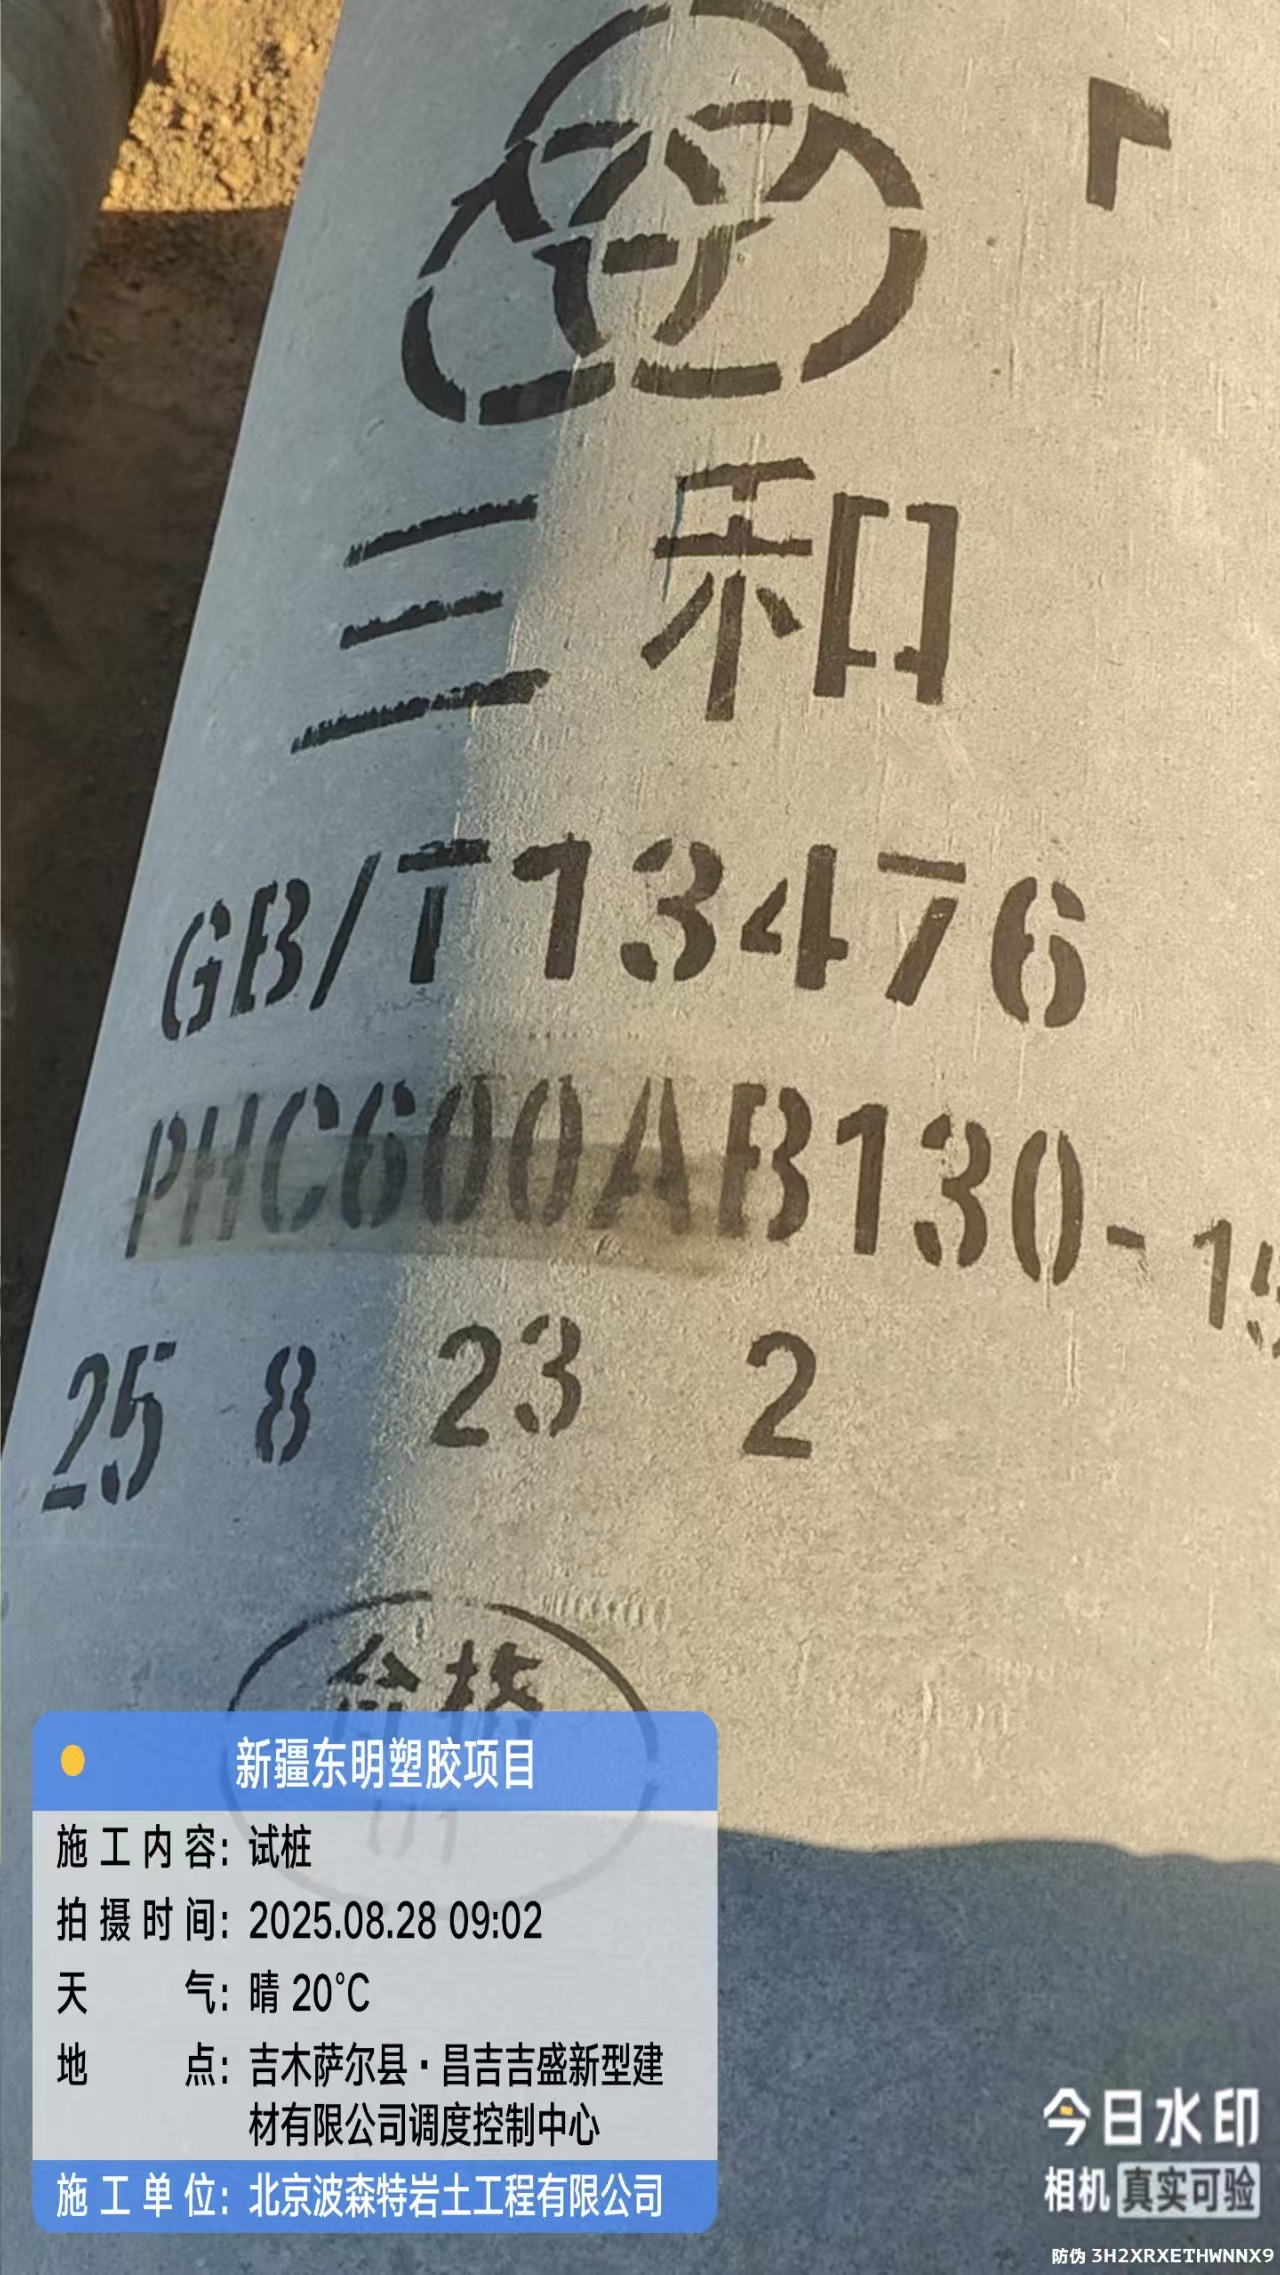 三和
GB/T13476
PHC600AB130-15
25 8 23 2
合格
01
新疆东明塑胶项目
施工内容：试桩
拍摄时间：2025.08.28 09:02
天气：晴 20°C
地点：吉木萨尔县·昌吉吉盛新型建
材有限公司调度控制中心
施工单位：北京波森特岩土工程有限公司
今日水印
相机 真实可验
防伪 3H2XRXETHWNNX9